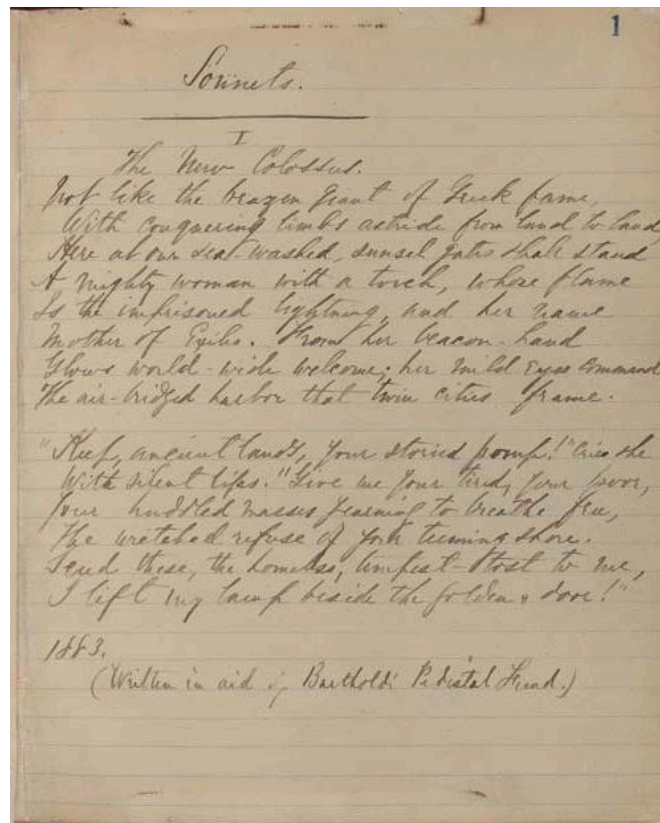 1
Sonnets.
I
The New Colossus.
Not like the brazen giant of Greek fame,
With conquering limbs astride from land to land,
Here at our sea-washed, sunset gates shall stand
A mighty woman with a torch, whose flame
Is the imprisoned lightning, and her name
Mother of Exiles. From her beacon-hand
Glows world-wide welcome; her mild eyes command
The air-bridged harbor that twin cities frame.
"Keep, ancient lands, your storied pomp!" cries she
With silent lips. "Give me your tired, your poor,
Your huddled masses yearning to breathe free,
The wretched refuse of your teeming shore.
Send these, the homeless, tempest-tost to me,
I lift my lamp beside the golden door!"
1883.
(Written in aid of Bartholdi Pedestal Fund.)